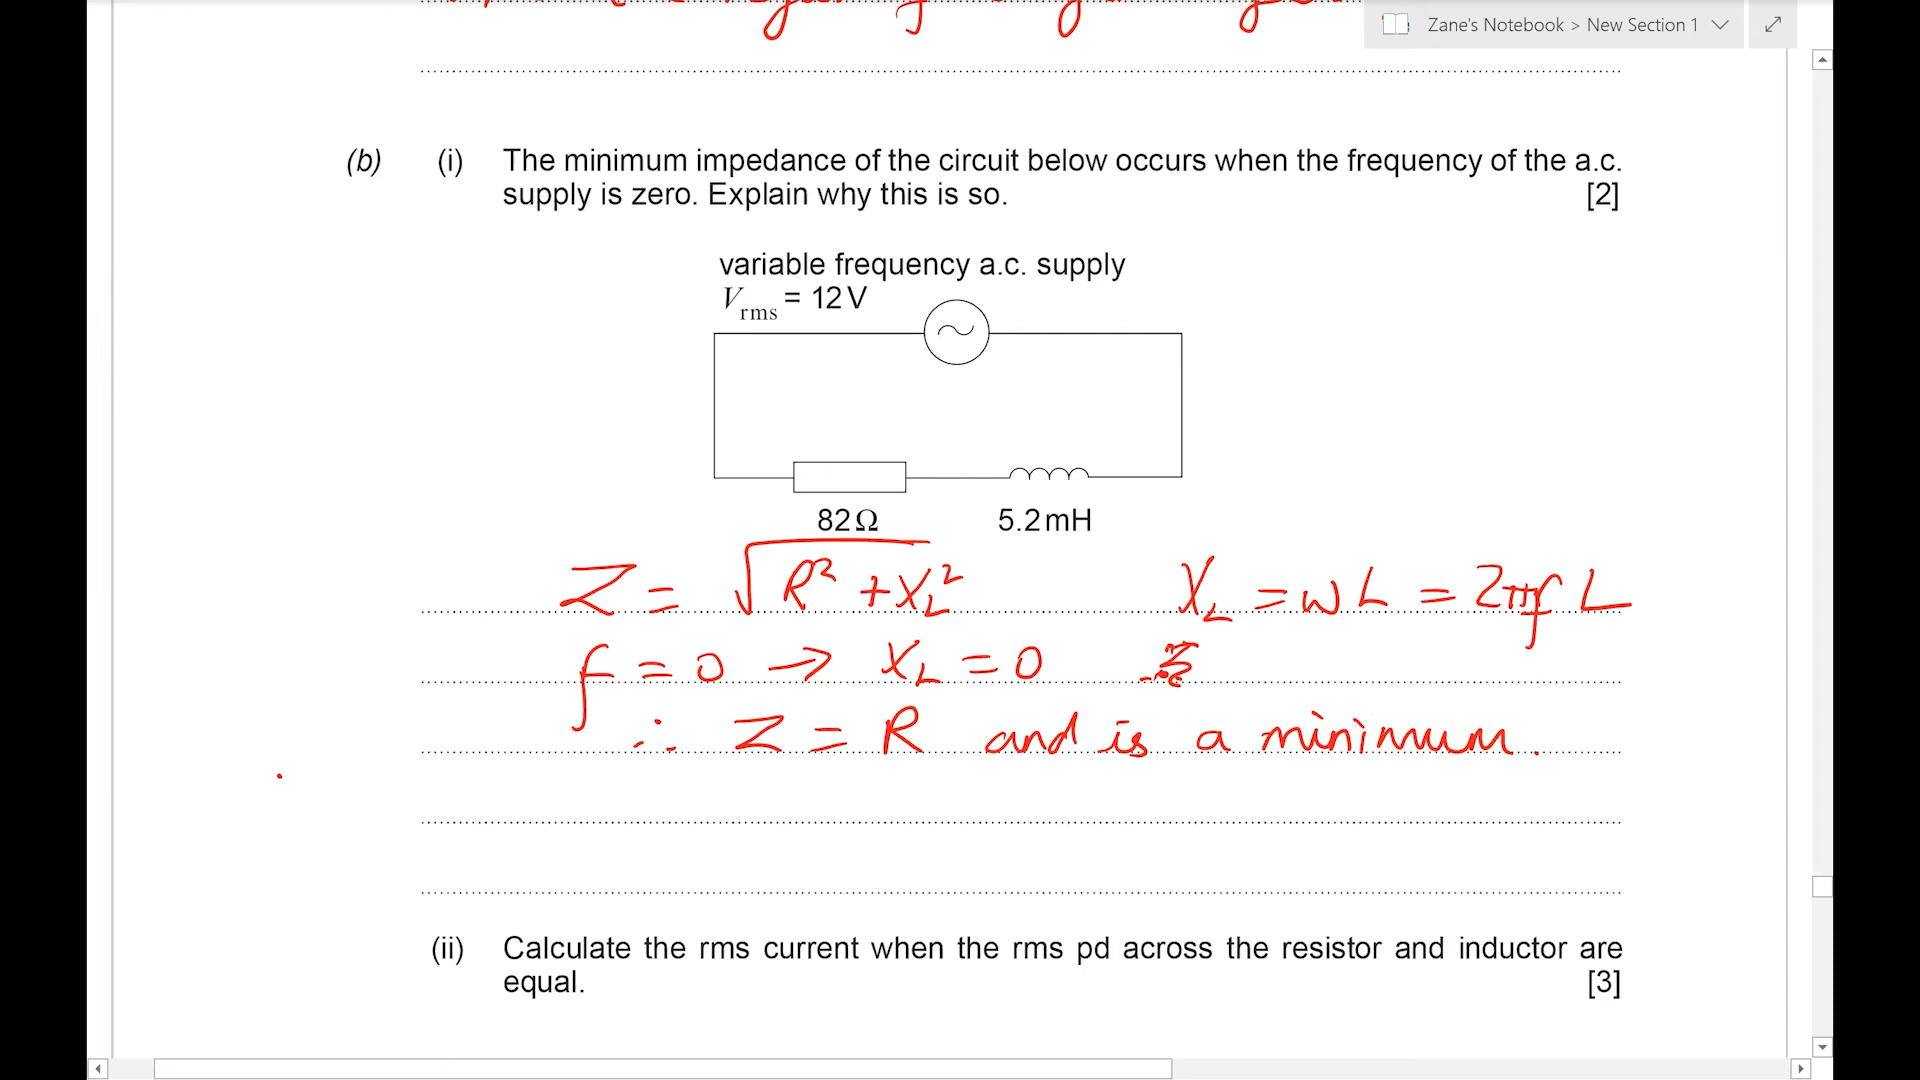 Zane's Notebook > New Section 1
(b) (i) The minimum impedance of the circuit below occurs when the frequency of the a.c.
supply is zero. Explain why this is so. [2]
variable frequency a.c. supply
Vrms = 12 V
82 Ω 5.2 mH
Z = √(R² + X_L²) X_L = ωL = 2πf L
f = 0 → X_L = 0
∴ Z = R and is a minimum.
(ii) Calculate the rms current when the rms pd across the resistor and inductor are
equal. [3]